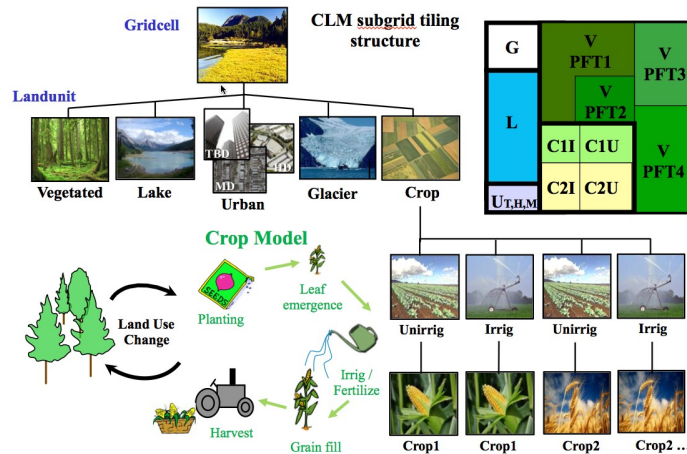 Gridcell
CLM subgrid tiling
structure
Landunit
TBD
HD
MD
Vegetated
Lake
Urban
Glacier
Crop
G
L
UT,H,M
V
PFT1
V
PFT2
V
PFT3
V
PFT4
C1I
C1U
C2I
C2U
Crop Model
Land Use
Change
SEEDS
Planting
Leaf
emergence
Irrig /
Fertilize
Grain fill
Harvest
Unirrig
Irrig
Unirrig
Irrig
Crop1
Crop1
Crop2
Crop2 ...